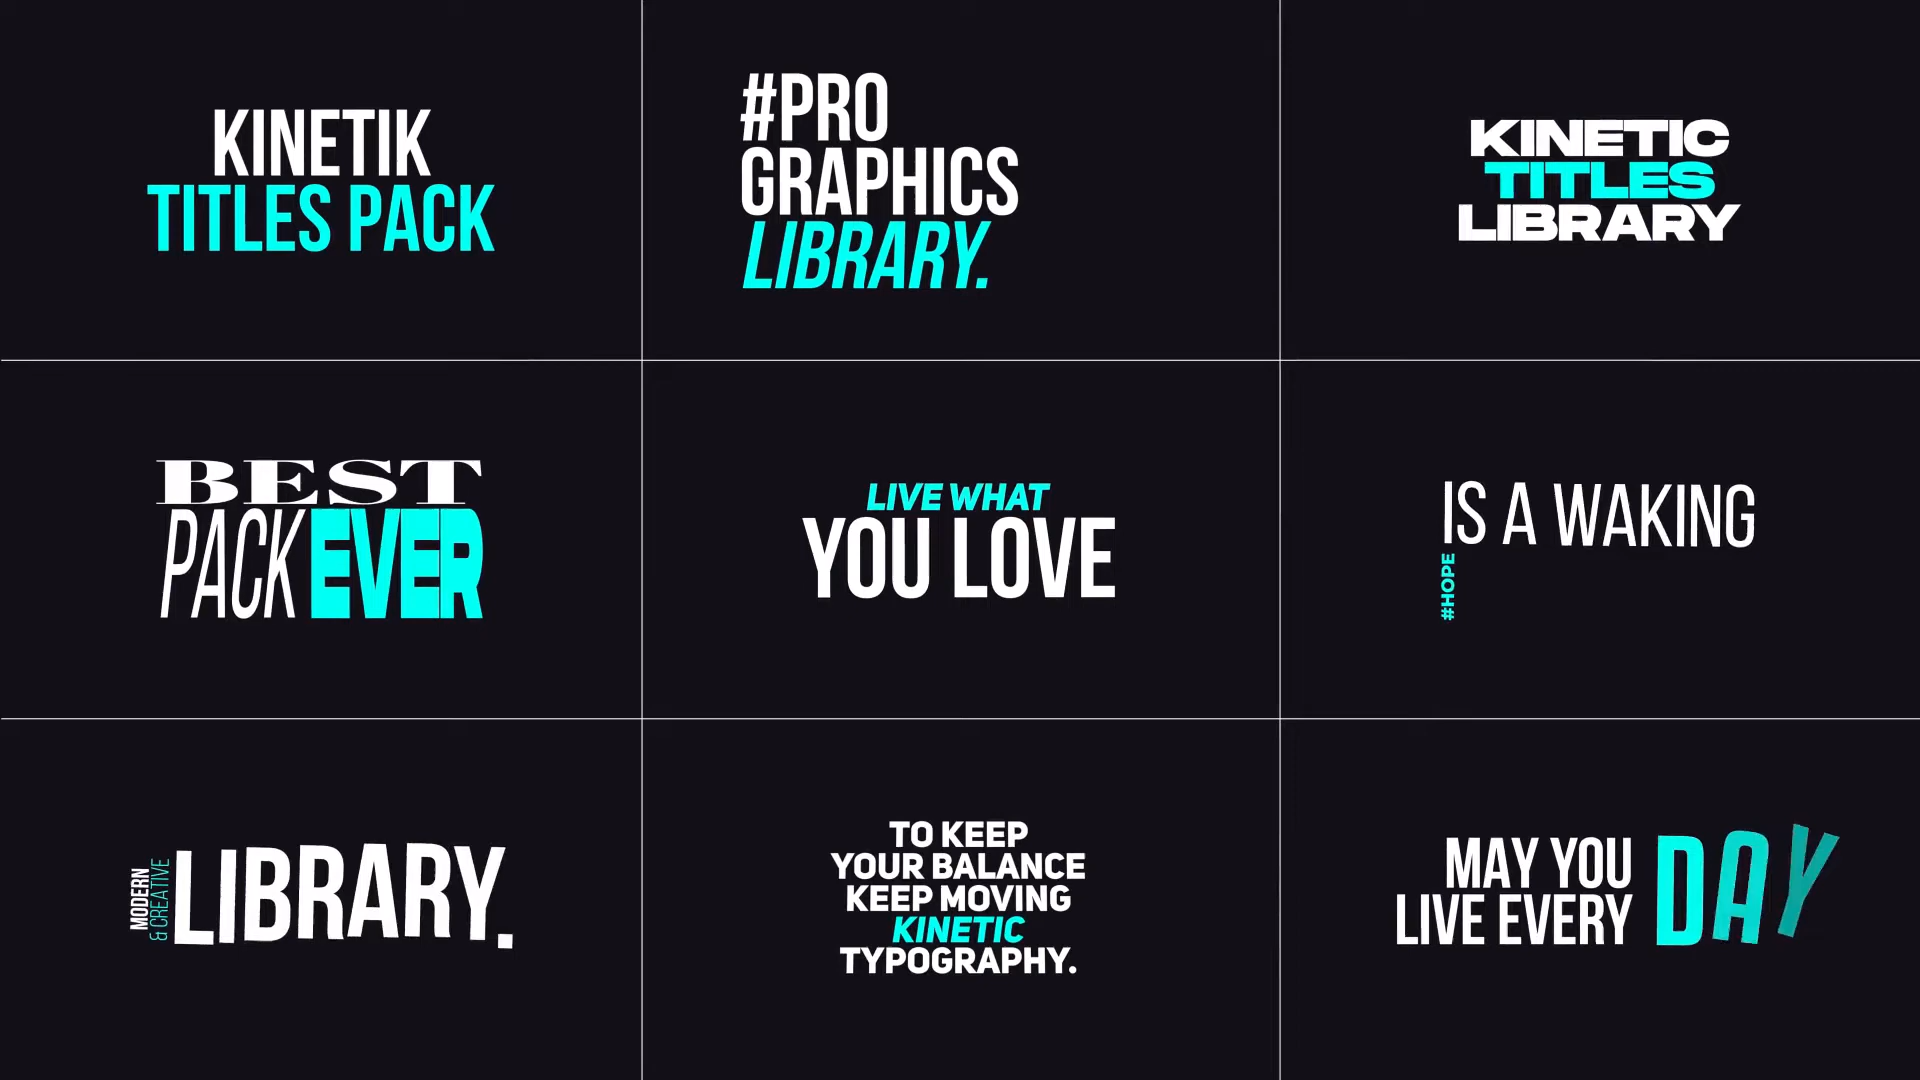 KINETIK
TITLES PACK
#PRO
GRAPHICS
LIBRARY.
KINETIC
TITLES
LIBRARY
BEST
PACK EVER
LIVE WHAT
YOU LOVE
IS A WAKING
#HOPE
MODERN
& CREATIVE
LIBRARY.
TO KEEP
YOUR BALANCE
KEEP MOVING
KINETIC
TYPOGRAPHY.
MAY YOU
LIVE EVERY
DAY